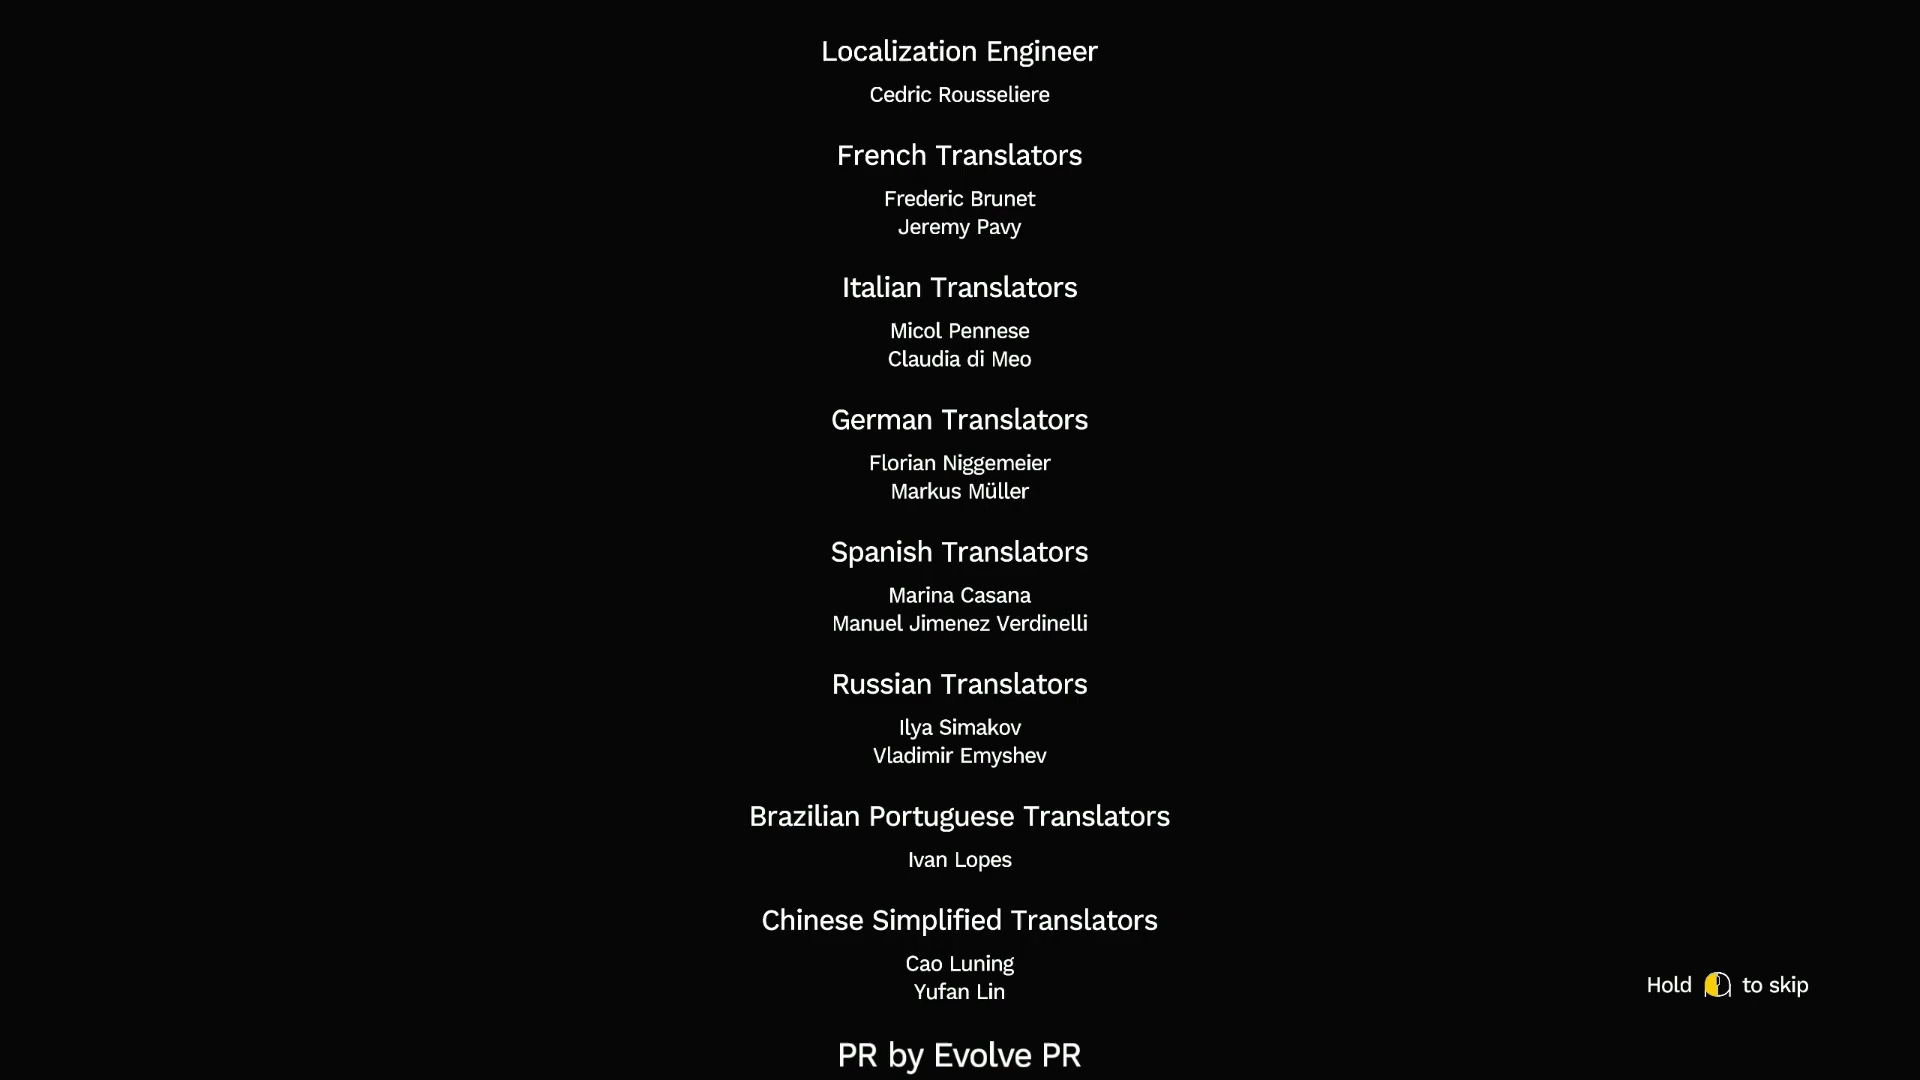 Localization Engineer
Cedric Rousseliere
French Translators
Frederic Brunet
Jeremy Pavy
Italian Translators
Micol Pennese
Claudia di Meo
German Translators
Florian Niggemeier
Markus Müller
Spanish Translators
Marina Casana
Manuel Jimenez Verdinelli
Russian Translators
Ilya Simakov
Vladimir Emyshev
Brazilian Portuguese Translators
Ivan Lopes
Chinese Simplified Translators
Cao Luning
Yufan Lin
Hold to skip
PR by Evolve PR